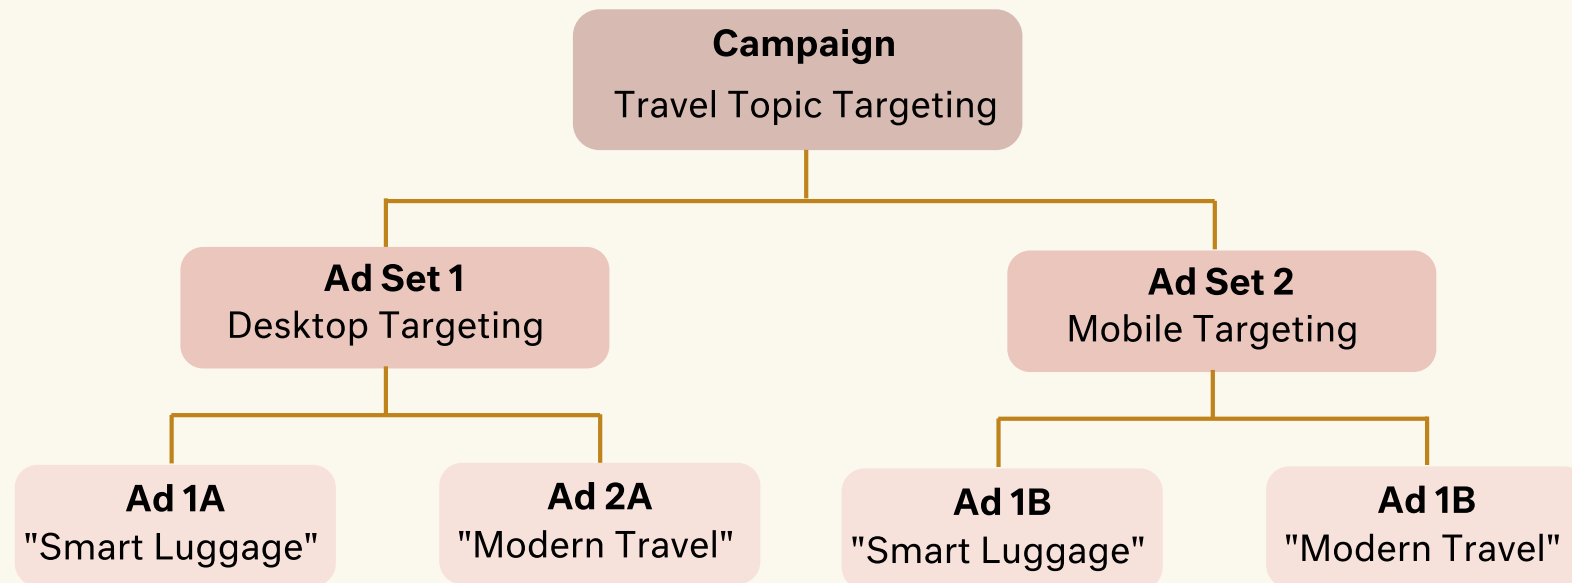 Campaign
Travel Topic Targeting
Ad Set 1
Desktop Targeting
Ad Set 2
Mobile Targeting
Ad 1A
"Smart Luggage"
Ad 2A
"Modern Travel"
Ad 1B
"Smart Luggage"
Ad 1B
"Modern Travel"